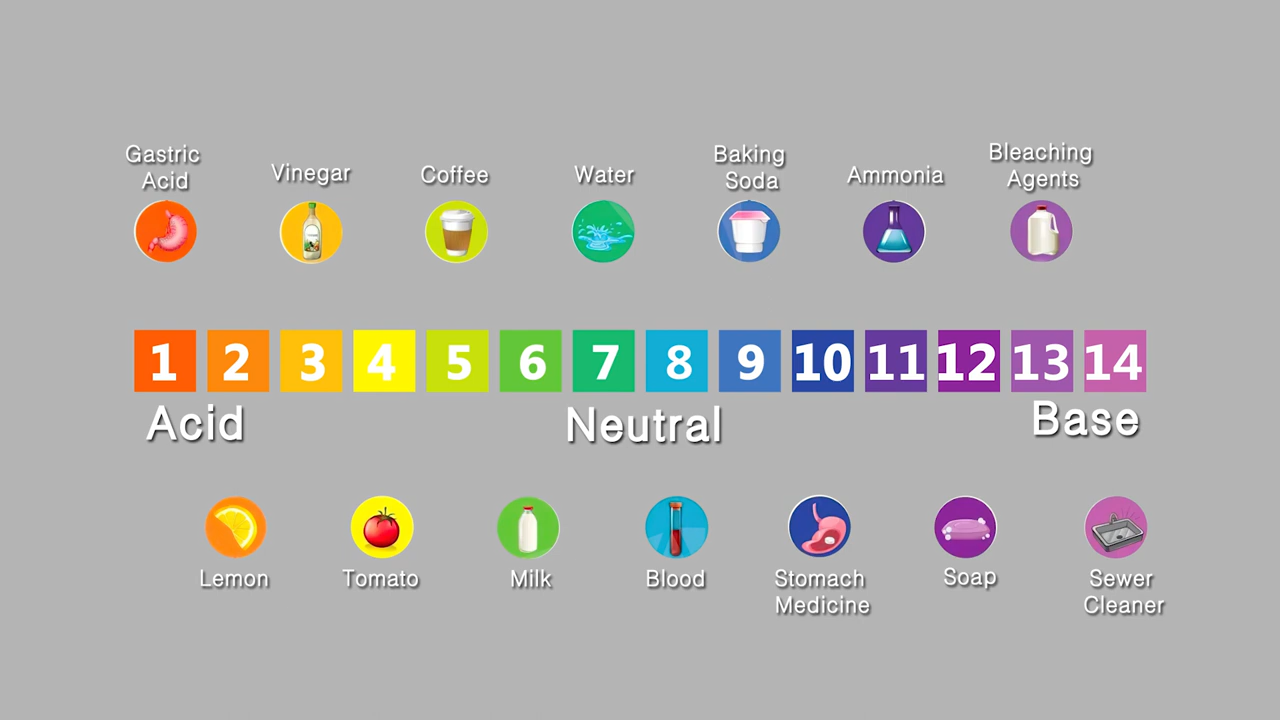 Gastric
Acid
Vinegar
Coffee
Water
Baking
Soda
Ammonia
Bleaching
Agents
1 2 3 4 5 6 7 8 9 10 11 12 13 14
Acid
Neutral
Base
Lemon
Tomato
Milk
Blood
Stomach
Medicine
Soap
Sewer
Cleaner